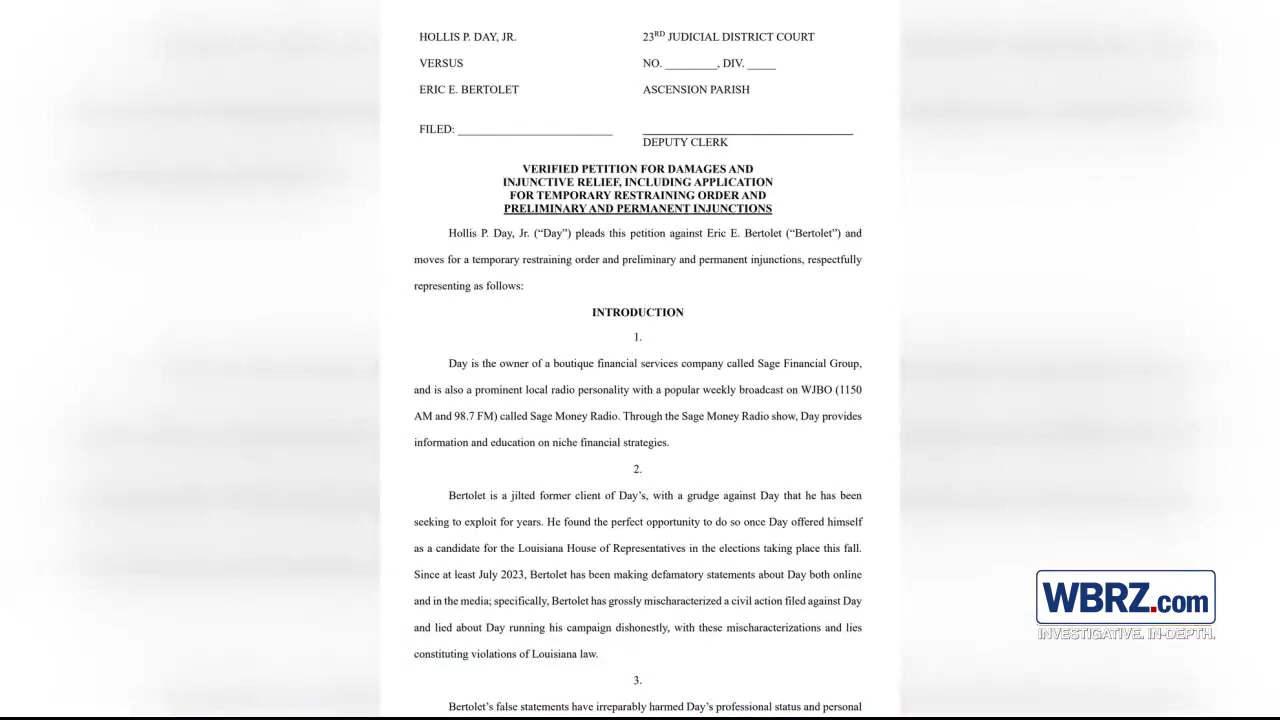 HOLLIS P. DAY, JR.
23RD JUDICIAL DISTRICT COURT
VERSUS
NO. _________, DIV. _____
ERIC E. BERTOLET
ASCENSION PARISH
FILED: ___________________________
DEPUTY CLERK
VERIFIED PETITION FOR DAMAGES AND
INJUNCTIVE RELIEF, INCLUDING APPLICATION
FOR TEMPORARY RESTRAINING ORDER AND
PRELIMINARY AND PERMANENT INJUNCTIONS
Hollis P. Day, Jr. (“Day”) pleads this petition against Eric E. Bertolet (“Bertolet”) and
moves for a temporary restraining order and preliminary and permanent injunctions, respectfully
representing as follows:
INTRODUCTION
1.
Day is the owner of a boutique financial services company called Sage Financial Group,
and is also a prominent local radio personality with a popular weekly broadcast on WJBO (1150
AM and 98.7 FM) called Sage Money Radio. Through the Sage Money Radio show, Day provides
information and education on niche financial strategies.
2.
Bertolet is a jilted former client of Day’s, with a grudge against Day that he has been
seeking to exploit for years. He found the perfect opportunity to do so once Day offered himself
as a candidate for the Louisiana House of Representatives in the elections taking place this fall.
Since at least July 2023, Bertolet has been making defamatory statements about Day both online
and in the media; specifically, Bertolet has grossly mischaracterized a civil action filed against Day
and lied about Day running his campaign dishonestly, with these mischaracterizations and lies
constituting violations of Louisiana law.
3.
Bertolet’s false statements have irreparably harmed Day’s professional status and personal
WBRZ.com
INVESTIGATIVE. IN-DEPTH.